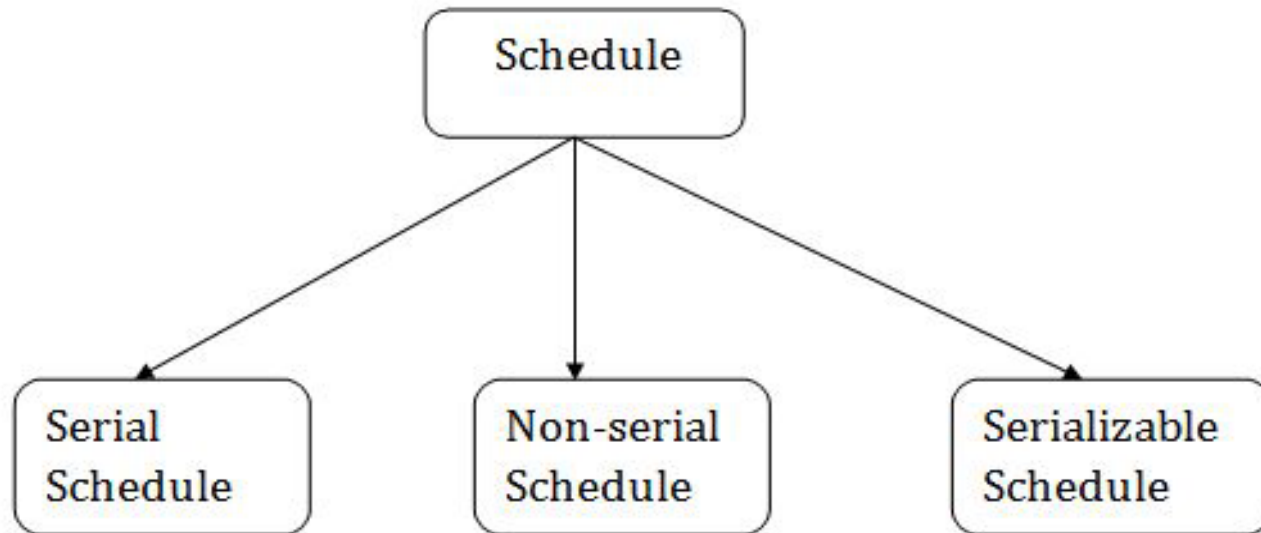 Schedule
Serial
Schedule
Non-serial
Schedule
Serializable
Schedule